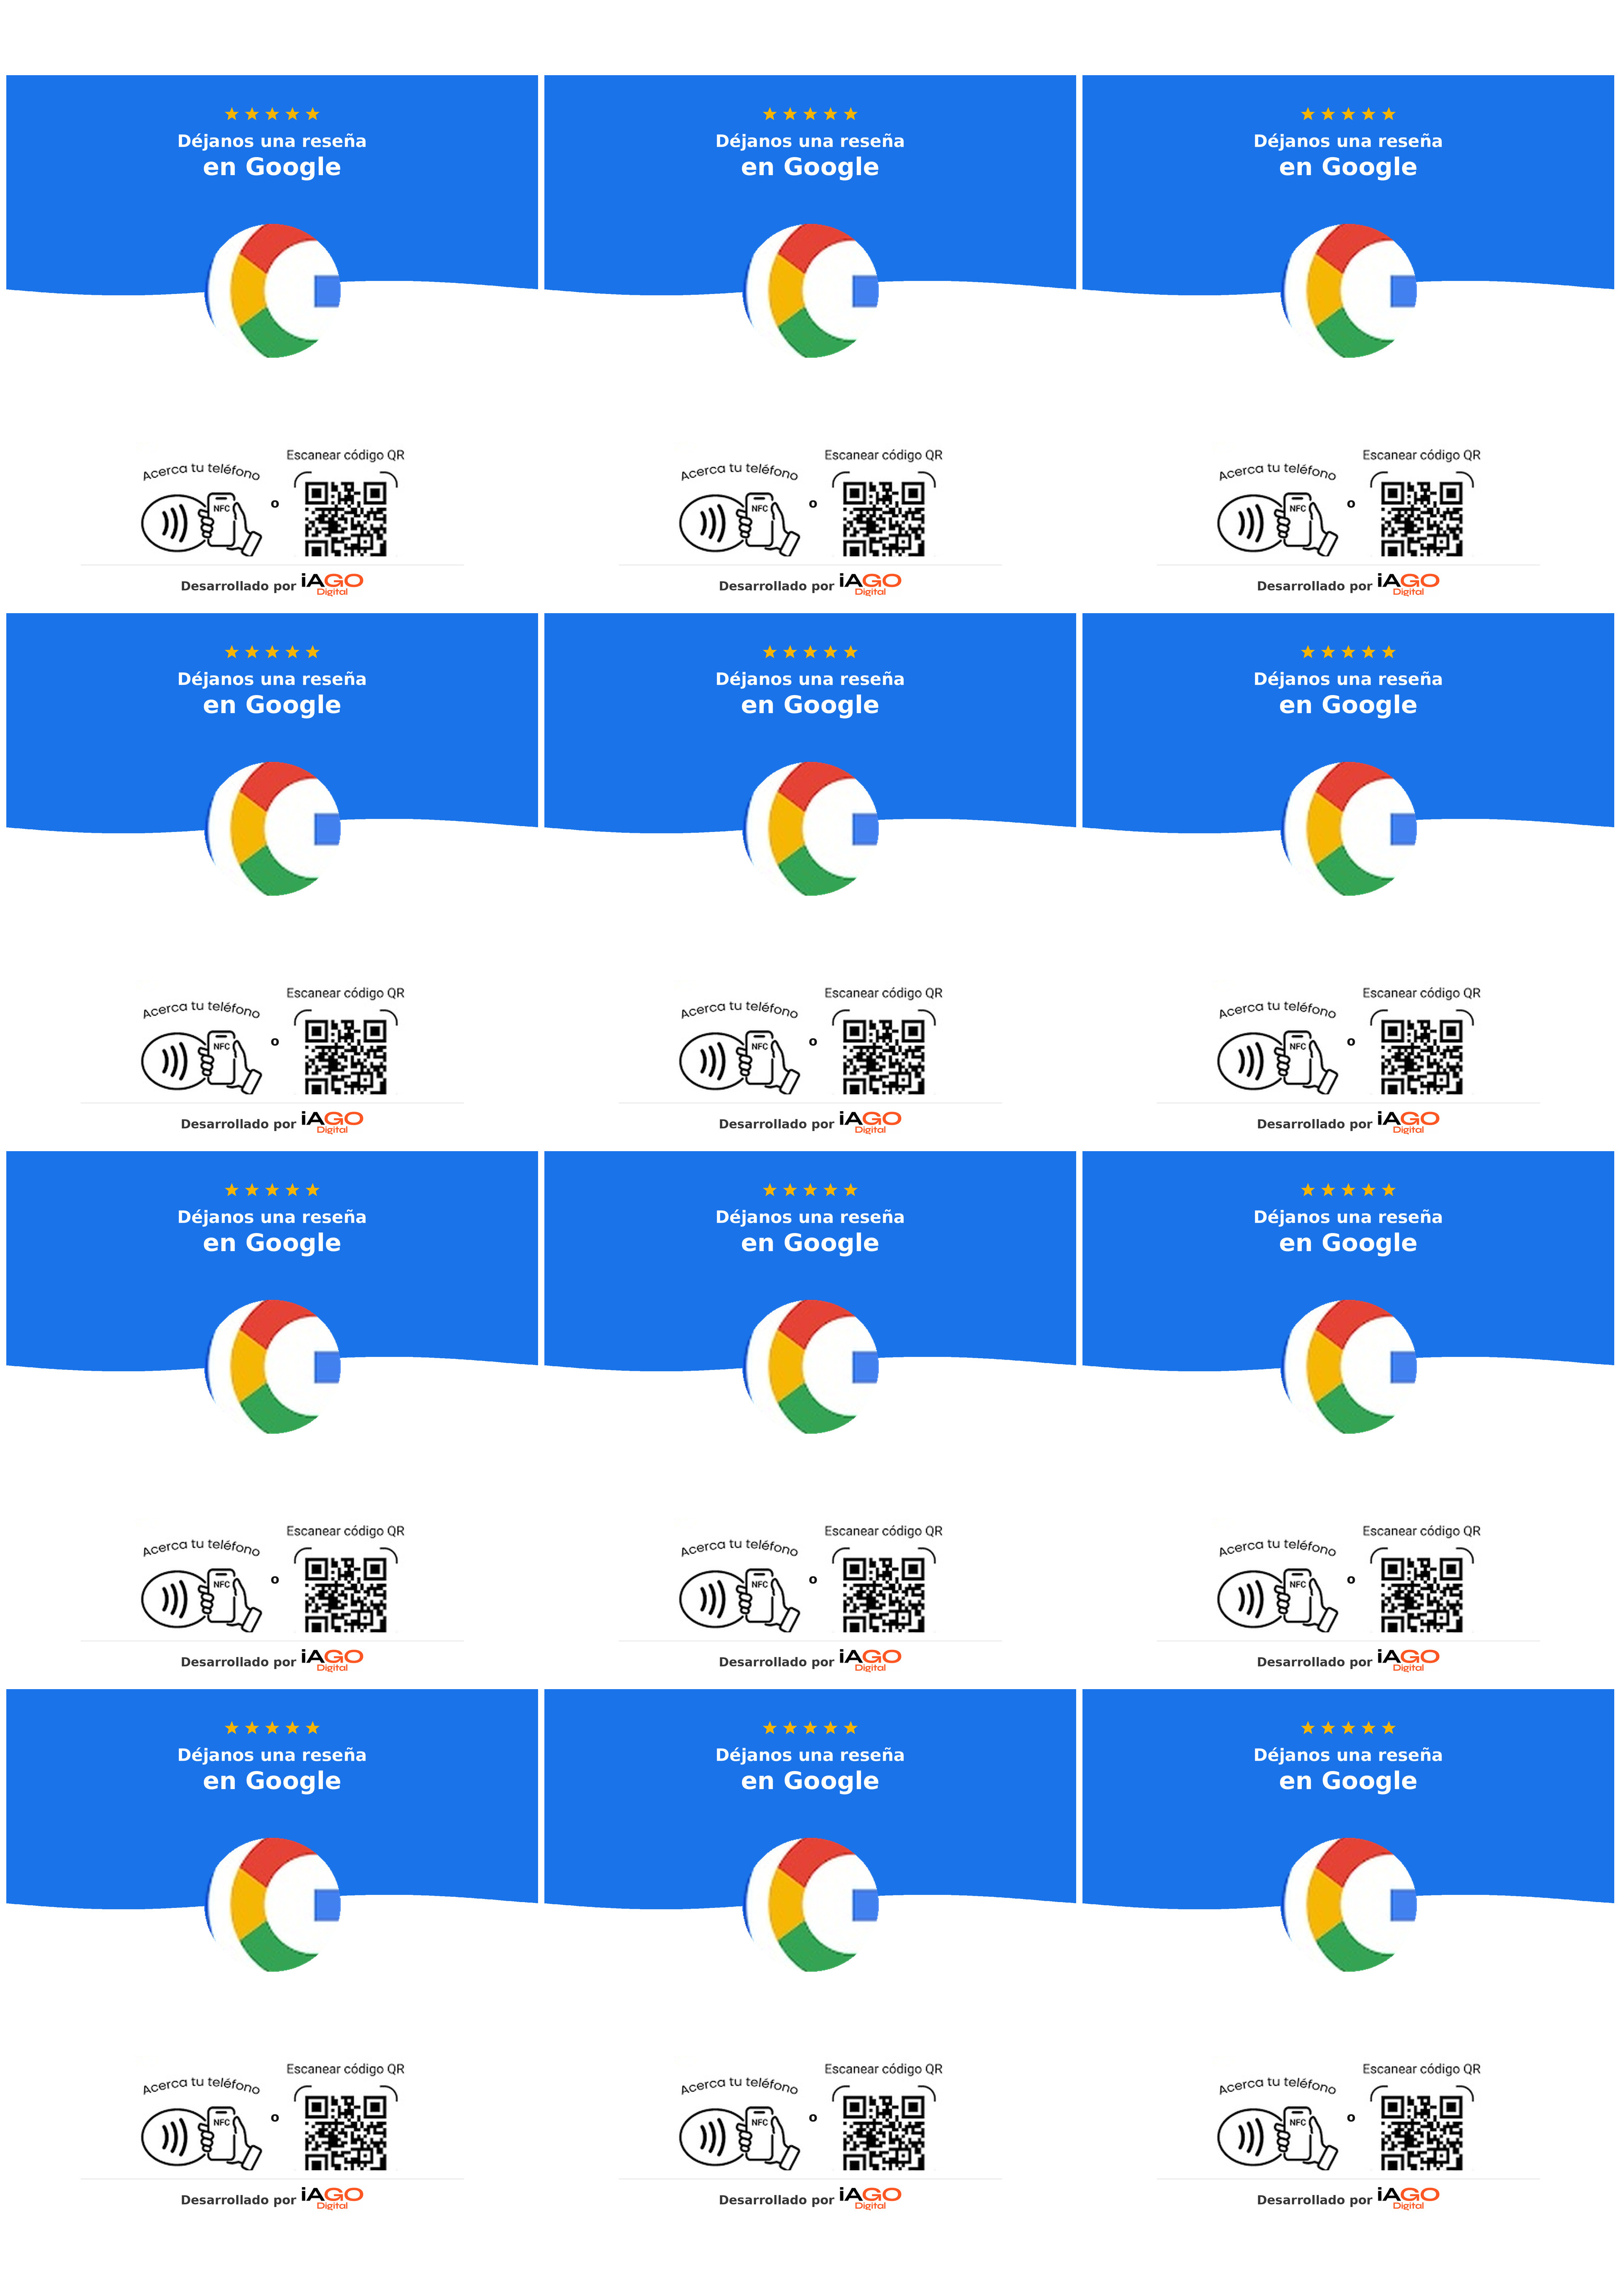 Déjanos una reseña Déjanos una reseña Déjanos una reseña
en Google en Google en Google
Escanear código QR Escanear código QR Escanear código QR
Acerca tu teléfono Acerca tu teléfono Acerca tu teléfono
NFC o NFC o NFC o
Desarrollado por iAGO Desarrollado por iAGO Desarrollado por iAGO
Digital Digital Digital
Déjanos una reseña Déjanos una reseña Déjanos una reseña
en Google en Google en Google
Escanear código QR Escanear código QR Escanear código QR
Acerca tu teléfono Acerca tu teléfono Acerca tu teléfono
NFC o NFC o NFC o
Desarrollado por iAGO Desarrollado por iAGO Desarrollado por iAGO
Digital Digital Digital
Déjanos una reseña Déjanos una reseña Déjanos una reseña
en Google en Google en Google
Escanear código QR Escanear código QR Escanear código QR
Acerca tu teléfono Acerca tu teléfono Acerca tu teléfono
NFC o NFC o NFC o
Desarrollado por iAGO Desarrollado por iAGO Desarrollado por iAGO
Digital Digital Digital
Déjanos una reseña Déjanos una reseña Déjanos una reseña
en Google en Google en Google
Escanear código QR Escanear código QR Escanear código QR
Acerca tu teléfono Acerca tu teléfono Acerca tu teléfono
NFC o NFC o NFC o
Desarrollado por iAGO Desarrollado por iAGO Desarrollado por iAGO
Digital Digital Digital